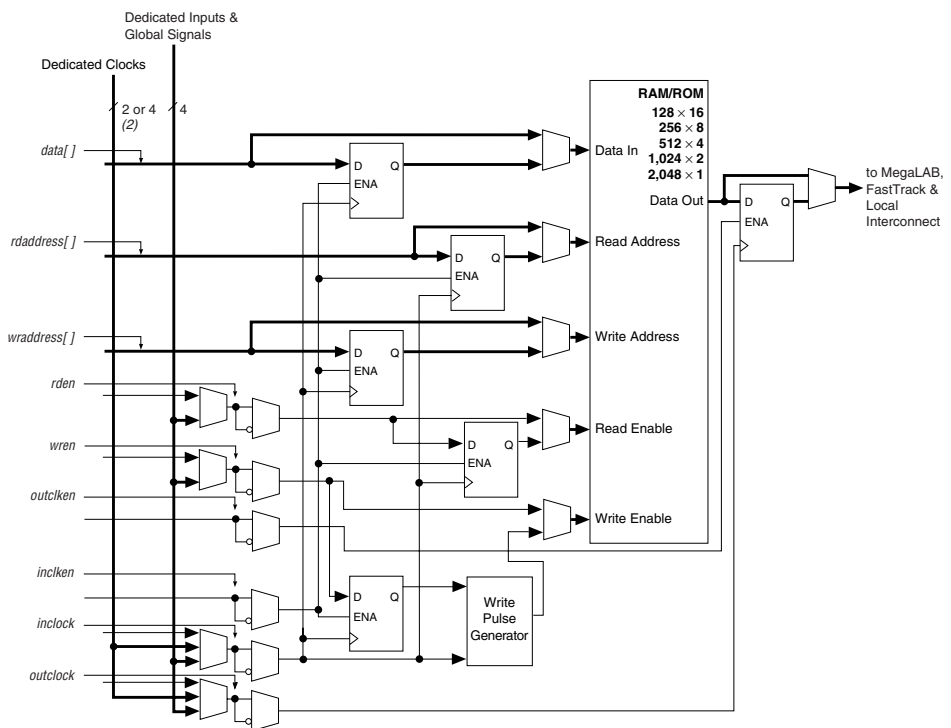 Dedicated Inputs &
Global Signals
Dedicated Clocks
2 or 4
(2)
4
RAM/ROM
128 × 16
256 × 8
512 × 4
1,024 × 2
2,048 × 1
data[ ]
D
Q
ENA
Data In
Data Out
D
Q
ENA
to MegaLAB,
FastTrack &
Local
Interconnect
rdaddress[ ]
D
Q
ENA
Read Address
wraddress[ ]
D
Q
ENA
Write Address
rden
D
Q
ENA
Read Enable
wren
outclken
Write Enable
inclken
D
Q
ENA
Write
Pulse
Generator
inclock
outclock